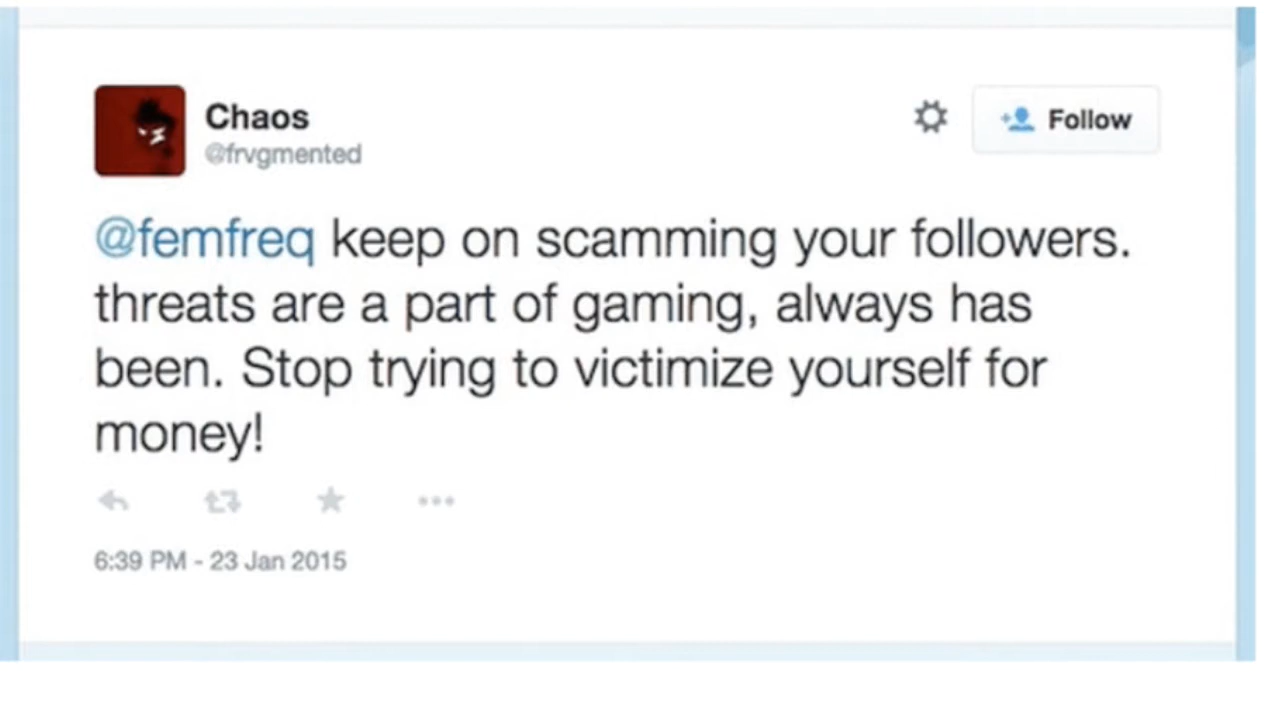 Chaos
@frvgmented
Follow
@femfreq keep on scamming your followers.
threats are a part of gaming, always has
been. Stop trying to victimize yourself for
money!
6:39 PM - 23 Jan 2015